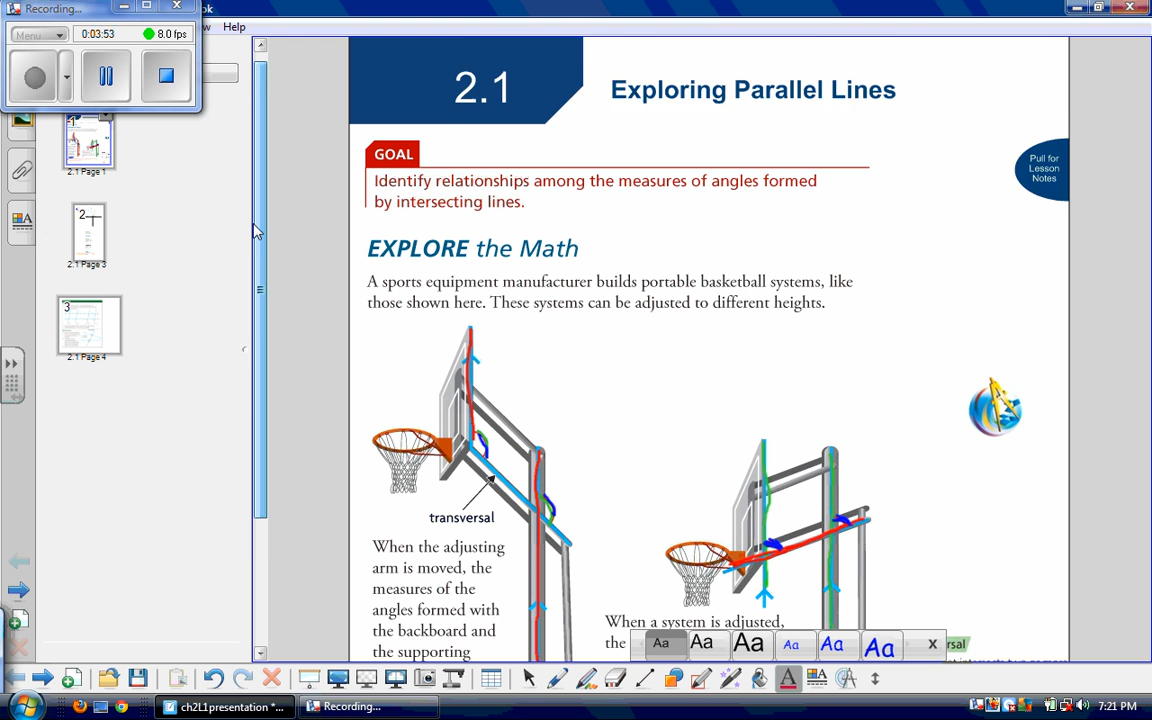 Recording...
ok
Menu
0:03:53
8.0 fps
w Help
1
2.1 Page 1
2
2.1 Page 3
3
2.1 Page 4
2.1
Exploring Parallel Lines
GOAL
Identify relationships among the measures of angles formed
by intersecting lines.
Pull for
Lesson
Notes
EXPLORE the Math
A sports equipment manufacturer builds portable basketball systems, like
those shown here. These systems can be adjusted to different heights.
transversal
When the adjusting
arm is moved, the
measures of the
angles formed with
the backboard and
the supporting
When a system is adjusted,
the
Aa Aa Aa Aa Aa Aa X
rsal
A
ch2L1presentation *...
Recording...
7:21 PM